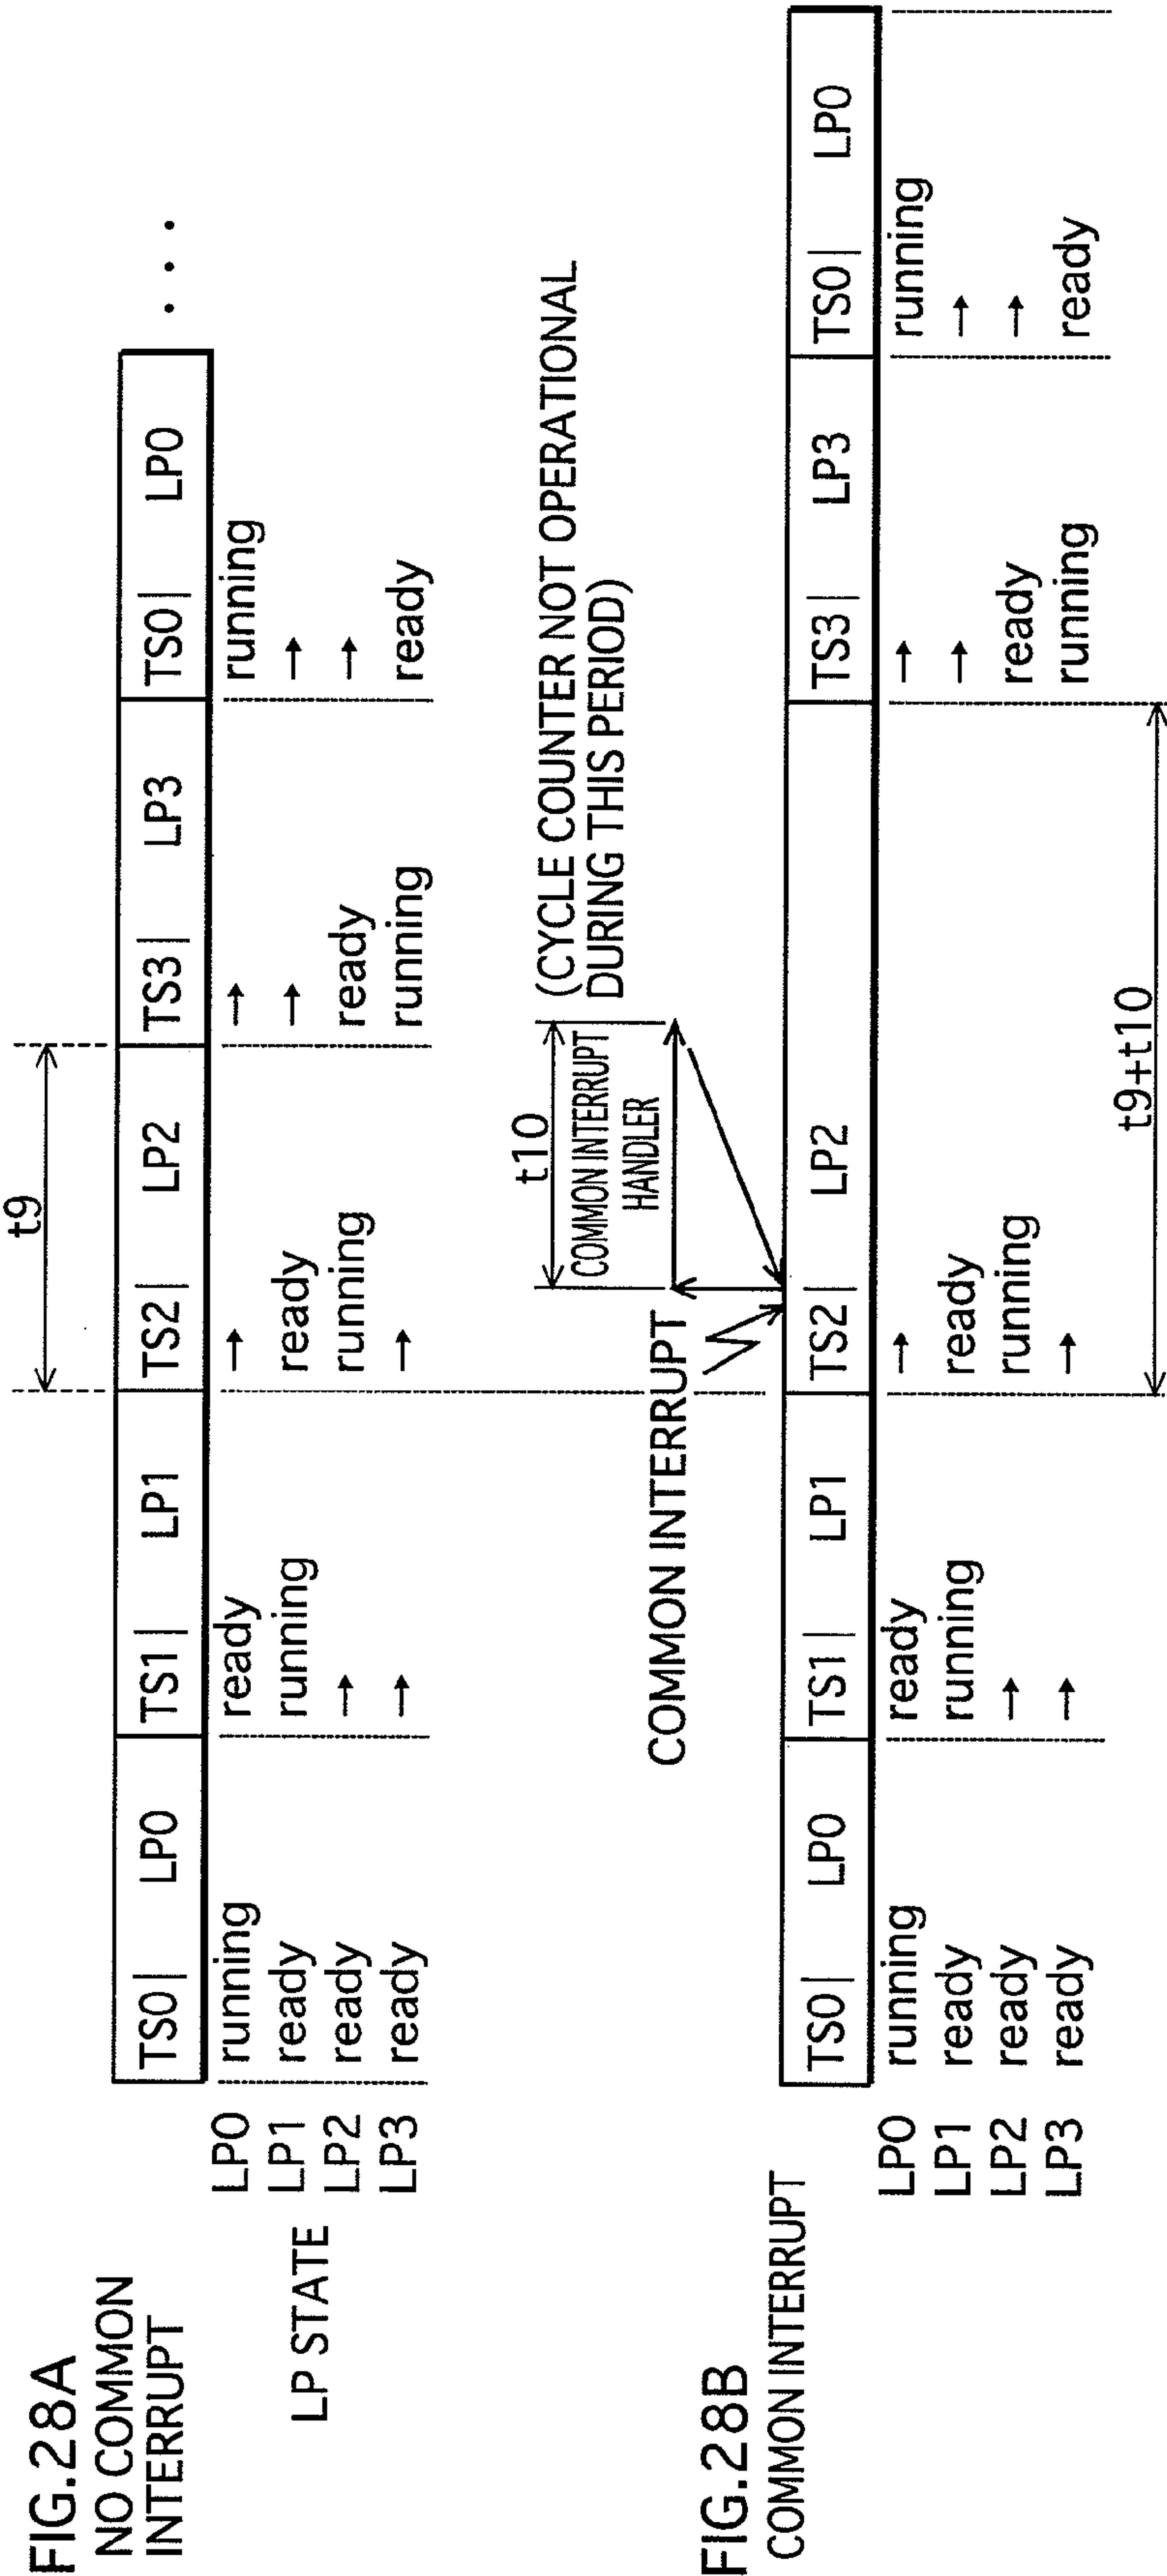 FIG.28A
NO COMMON
INTERRUPT
t9
TS0| LP0 TS1| LP1 TS2| LP2 TS3| LP3 TS0| LP0 • • •
LP STATE
LP0 running ready → → running
LP1 ready running ready → →
LP2 ready → running ready →
LP3 ready → → running ready
FIG.28B
COMMON INTERRUPT
COMMON INTERRUPT
t10
COMMON INTERRUPT
HANDLER
(CYCLE COUNTER NOT OPERATIONAL
DURING THIS PERIOD)
TS0| LP0 TS1| LP1 TS2| LP2 TS3| LP3 TS0| LP0
LP0 running ready → → running
LP1 ready running ready → →
LP2 ready → running ready →
LP3 ready → → running ready
t9+t10